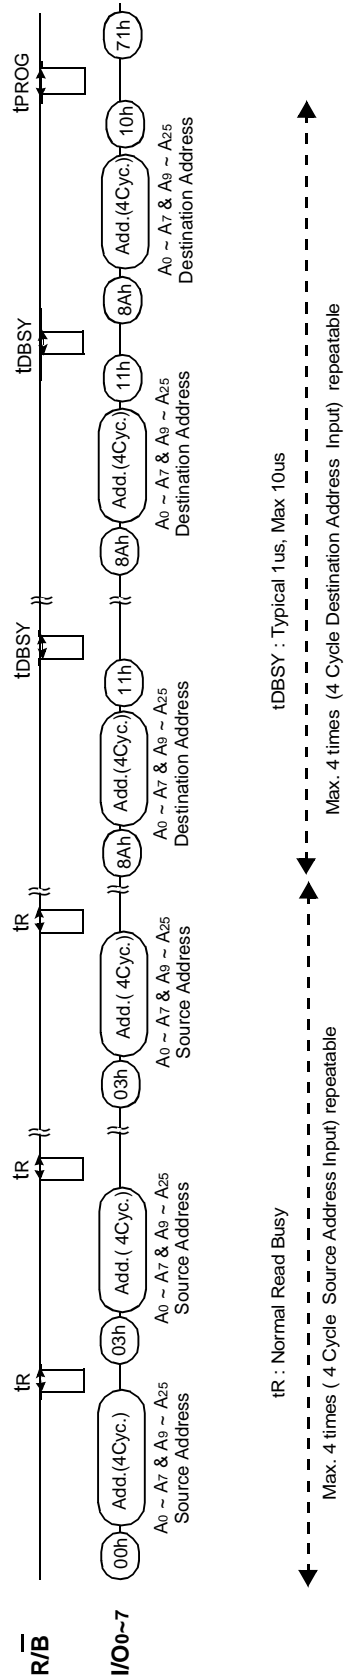 tR tR tR tDBSY tDBSY tPROG
R/B
I/O0~7 00h Add.(4Cyc.) 03h Add.( 4Cyc.) 03h Add.( 4Cyc.) 8Ah Add.(4Cyc.) 11h 8Ah Add.(4Cyc.) 11h 8Ah Add.(4Cyc.) 10h 71h
A0 ~ A7 & A9 ~ A25 A0 ~ A7 & A9 ~ A25 A0 ~ A7 & A9 ~ A25 A0 ~ A7 & A9 ~ A25 A0 ~ A7 & A9 ~ A25 A0 ~ A7 & A9 ~ A25
Source Address Source Address Source Address Destination Address Destination Address Destination Address
tR : Normal Read Busy tDBSY : Typical 1us, Max 10us
Max. 4 times ( 4 Cycle Source Address Input) repeatable Max. 4 times (4 Cycle Destination Address Input) repeatable